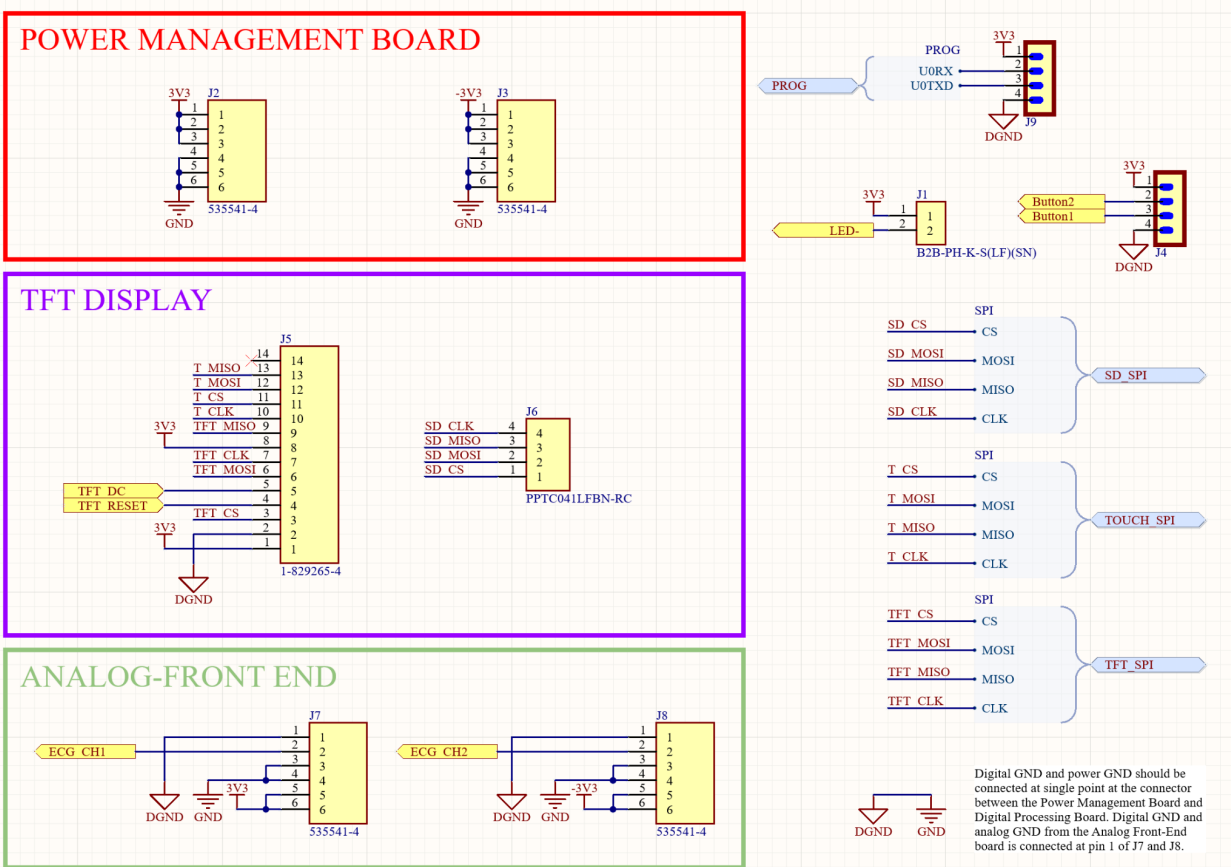 POWER MANAGEMENT BOARD
3V3
J2
1 1
2 2
3 3
4 4
5 5
6 6
535541-4
GND
-3V3
J3
1 1
2 2
3 3
4 4
5 5
6 6
535541-4
GND
PROG
3V3
1
U0RX 2
U0TXD 3
4
PROG
J9
DGND
3V3
J1
1 1
LED- 2 2
B2B-PH-K-S(LF)(SN)
3V3
1
Button2 2
Button1 3
4
J4
DGND
TFT DISPLAY
J5
14 14
T_MISO 13 13
T_MOSI 12 12
T_CS 11 11
T_CLK 10 10
TFT_MISO 9 9
3V3 8 8
TFT_CLK 7 7
TFT_MOSI 6 6
TFT_DC 5 5
TFT_RESET 4 4
TFT_CS 3 3
3V3 2 2
1 1
1-829265-4
DGND
J6
SD_CLK 4 4
SD_MISO 3 3
SD_MOSI 2 2
SD_CS 1 1
PPTC041LFBN-RC
SPI
SD_CS CS
SD_MOSI MOSI
SD_SPI
SD_MISO MISO
SD_CLK CLK
SPI
T_CS CS
T_MOSI MOSI
TOUCH_SPI
T_MISO MISO
T_CLK CLK
SPI
TFT_CS CS
TFT_MOSI MOSI
TFT_SPI
TFT_MISO MISO
TFT_CLK CLK
ANALOG-FRONT END
J7
1 1
ECG_CH1 2 2
3 3
4 4
3V3 5 5
6 6
DGND GND
535541-4
J8
1 1
ECG_CH2 2 2
3 3
4 4
-3V3 5 5
6 6
DGND GND
535541-4
DGND GND
Digital GND and power GND should be
connected at single point at the connector
between the Power Management Board and
Digital Processing Board. Digital GND and
analog GND from the Analog Front-End
board is connected at pin 1 of J7 and J8.